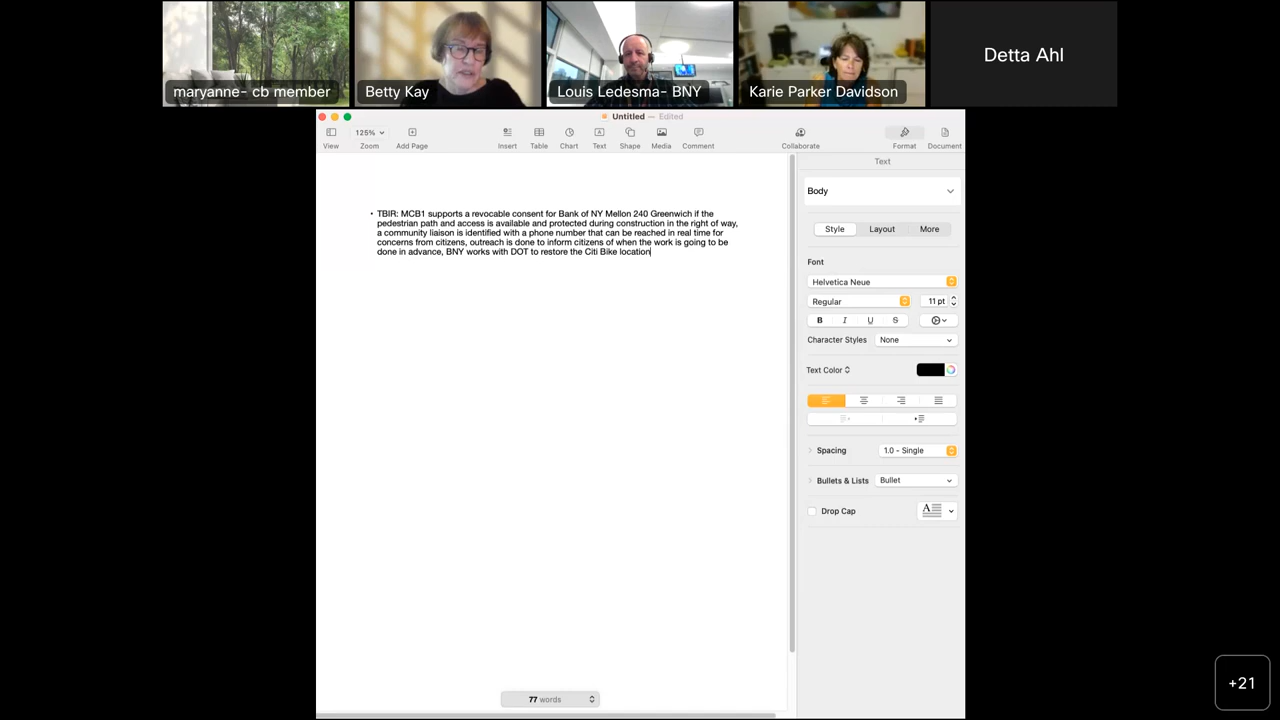 maryanne- cb member
Betty Kay
Louis Ledesma- BNY
Karie Parker Davidson
Detta Ahl
Untitled — Edited
125%
View
Zoom
Add Page
Insert
Table
Chart
Text
Shape
Media
Comment
Collaborate
Format
Document
• TBIR: MCB1 supports a revocable consent for Bank of NY Mellon 240 Greenwich if the
pedestrian path and access is available and protected during construction in the right of way,
a community liaison is identified with a phone number that can be reached in real time for
concerns from citizens, outreach is done to inform citizens of when the work is going to be
done in advance, BNY works with DOT to restore the Citi Bike location
77 words
Text
Body
Style
Layout
More
Font
Helvetica Neue
Regular
11 pt
B I U S
Character Styles
None
Text Color
Spacing
1.0 - Single
Bullets & Lists
Bullet
Drop Cap
A
+21